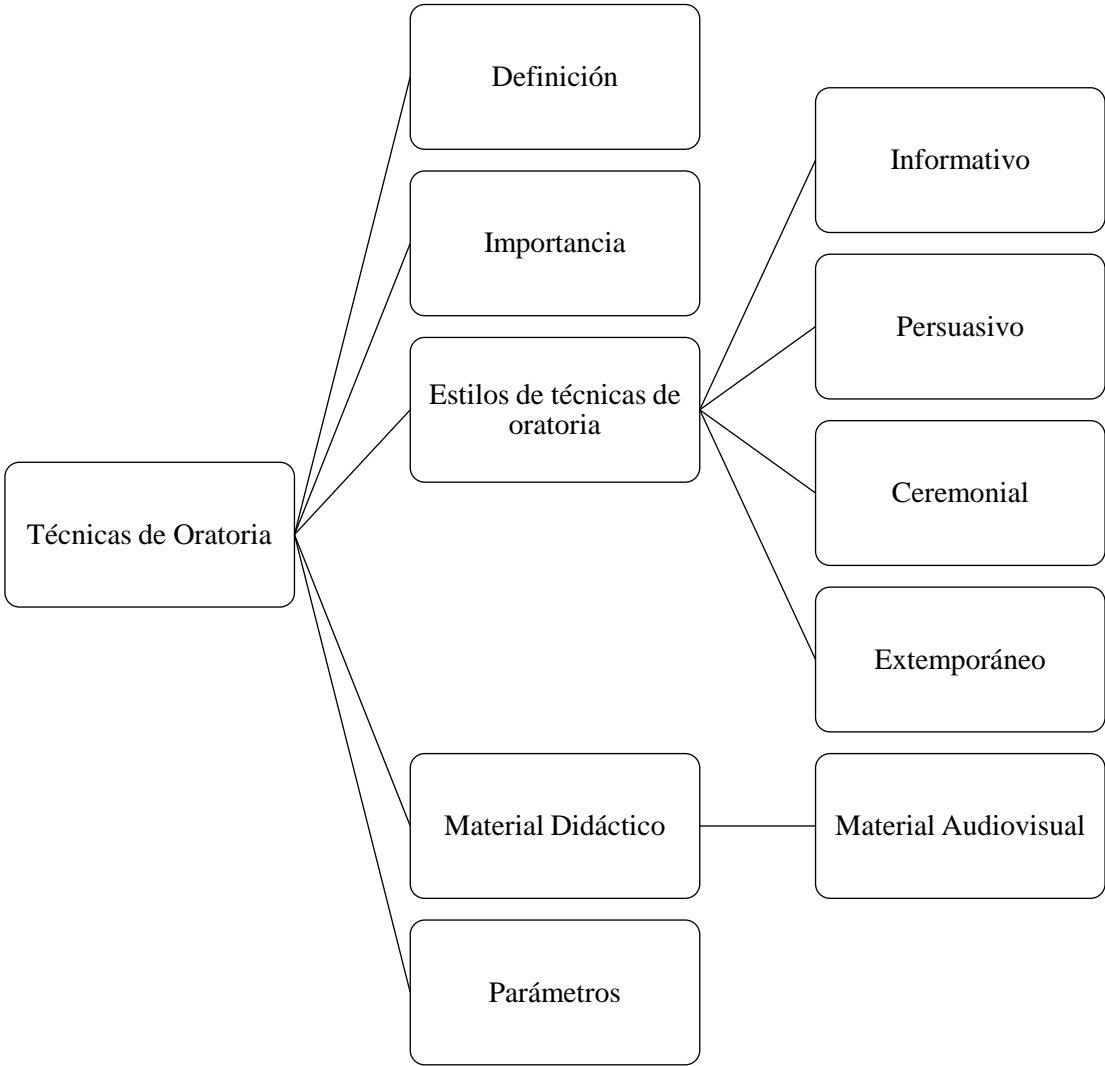 Técnicas de Oratoria
Definición
Importancia
Estilos de técnicas de
oratoria
Informativo
Persuasivo
Ceremonial
Extemporáneo
Material Didáctico
Material Audiovisual
Parámetros